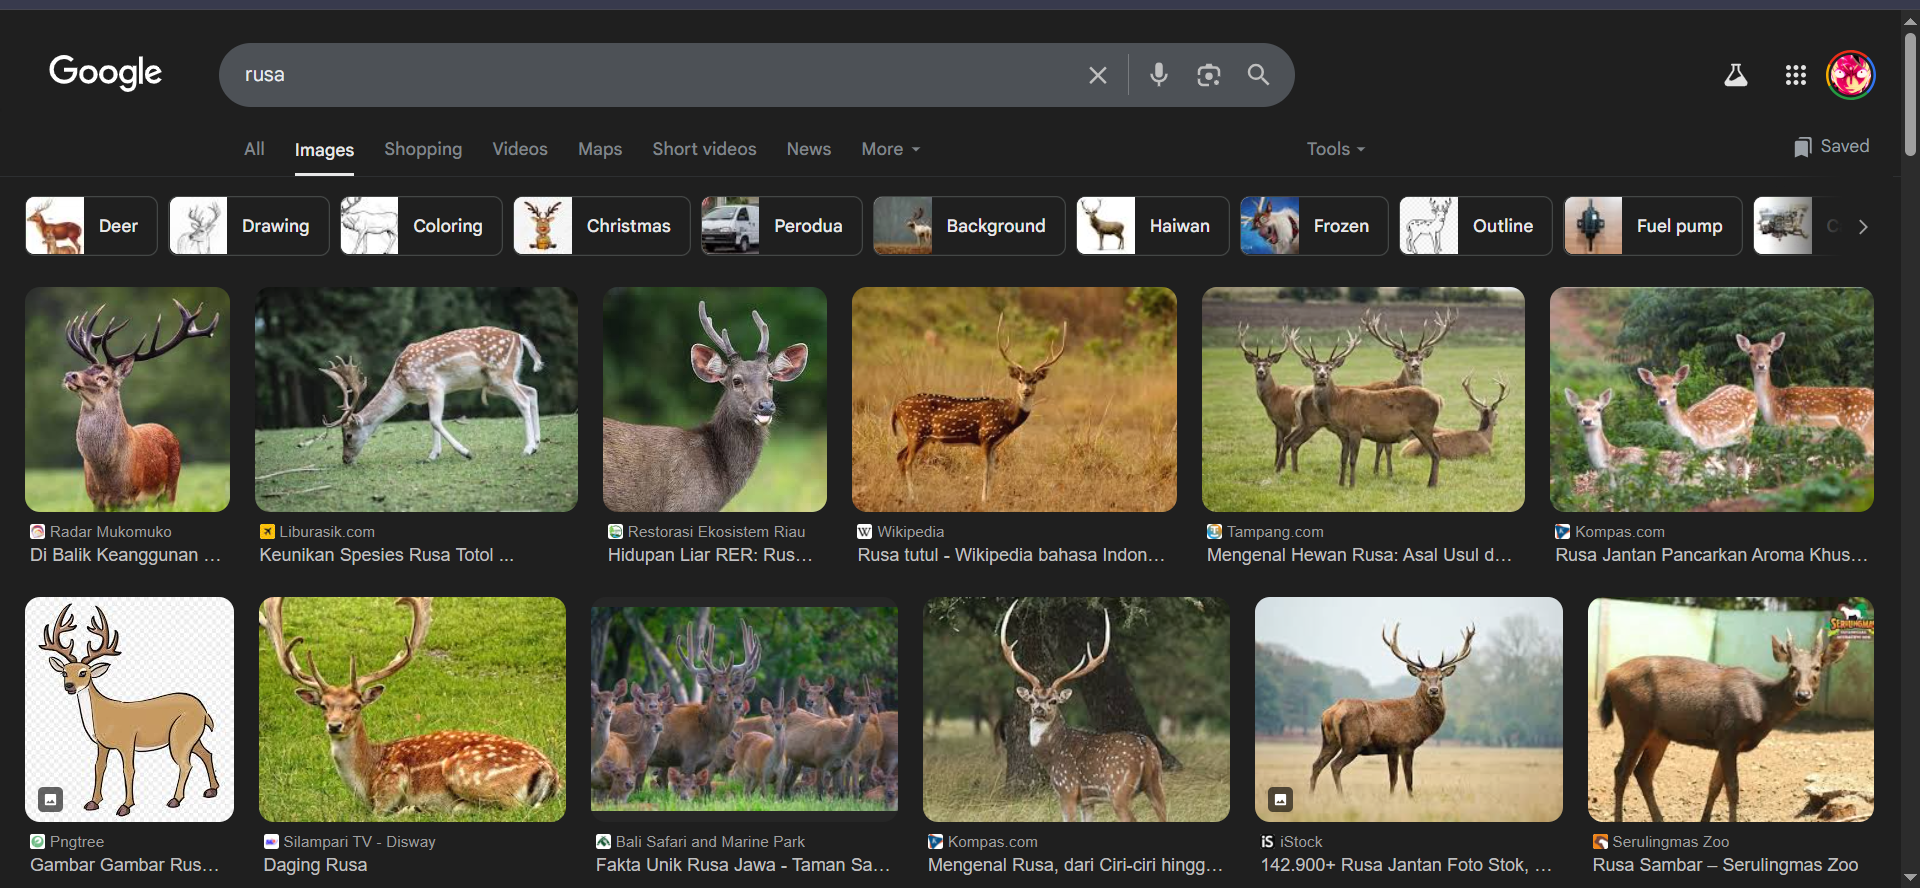 Google
rusa
All
Images
Shopping
Videos
Maps
Short videos
News
More
Tools
Saved
Deer
Drawing
Coloring
Christmas
Perodua
Background
Haiwan
Frozen
Outline
Fuel pump
Radar Mukomuko
Di Balik Keanggunan ...
Liburasik.com
Keunikan Spesies Rusa Totol ...
Restorasi Ekosistem Riau
Hidupan Liar RER: Rus...
W Wikipedia
Rusa tutul - Wikipedia bahasa Indon...
Tampang.com
Mengenal Hewan Rusa: Asal Usul d...
Kompas.com
Rusa Jantan Pancarkan Aroma Khus...
SERULINGMAS
Pngtree
Gambar Gambar Rus...
Silampari TV - Disway
Daging Rusa
Bali Safari and Marine Park
Fakta Unik Rusa Jawa - Taman Sa...
Kompas.com
Mengenal Rusa, dari Ciri-ciri hingg...
iS iStock
142.900+ Rusa Jantan Foto Stok, ...
Serulingmas Zoo
Rusa Sambar – Serulingmas Zoo